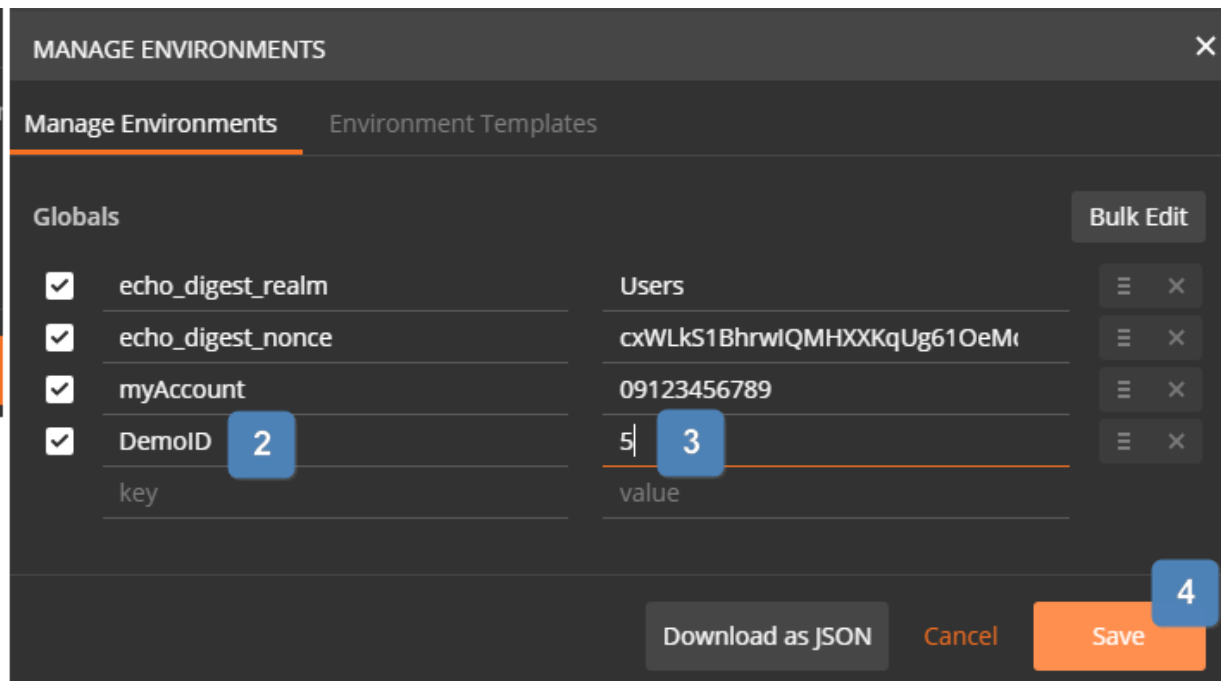 MANAGE ENVIRONMENTS
Manage Environments Environment Templates
Globals Bulk Edit
echo_digest_realm Users
echo_digest_nonce cxWLkS1BhrwIQMHXXKqUg61OeM
myAccount 09123456789
DemoID 2 5 3
key value
4
Download as JSON Cancel Save